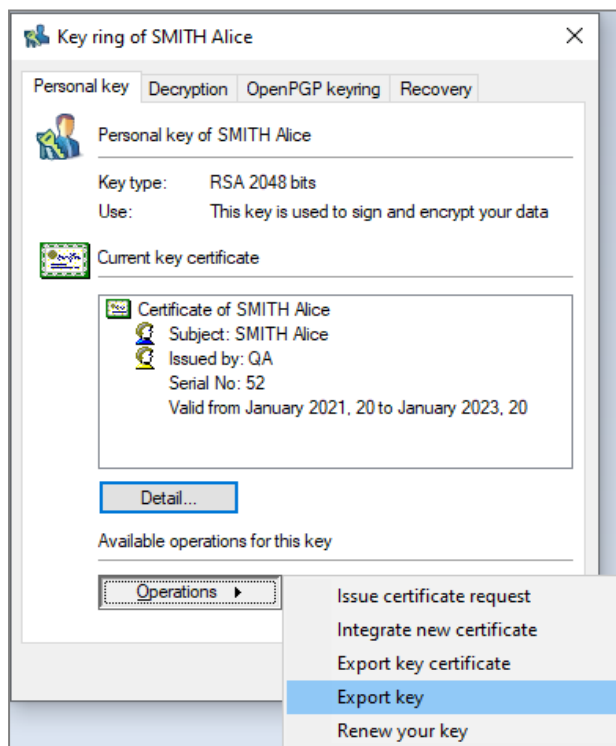 Key ring of SMITH Alice
Personal key Decryption OpenPGP keyring Recovery
Personal key of SMITH Alice
Key type: RSA 2048 bits
Use: This key is used to sign and encrypt your data
Current key certificate
Certificate of SMITH Alice
Subject: SMITH Alice
Issued by: QA
Serial No: 52
Valid from January 2021, 20 to January 2023, 20
Detail...
Available operations for this key
Operations
Issue certificate request
Integrate new certificate
Export key certificate
Export key
Renew your key